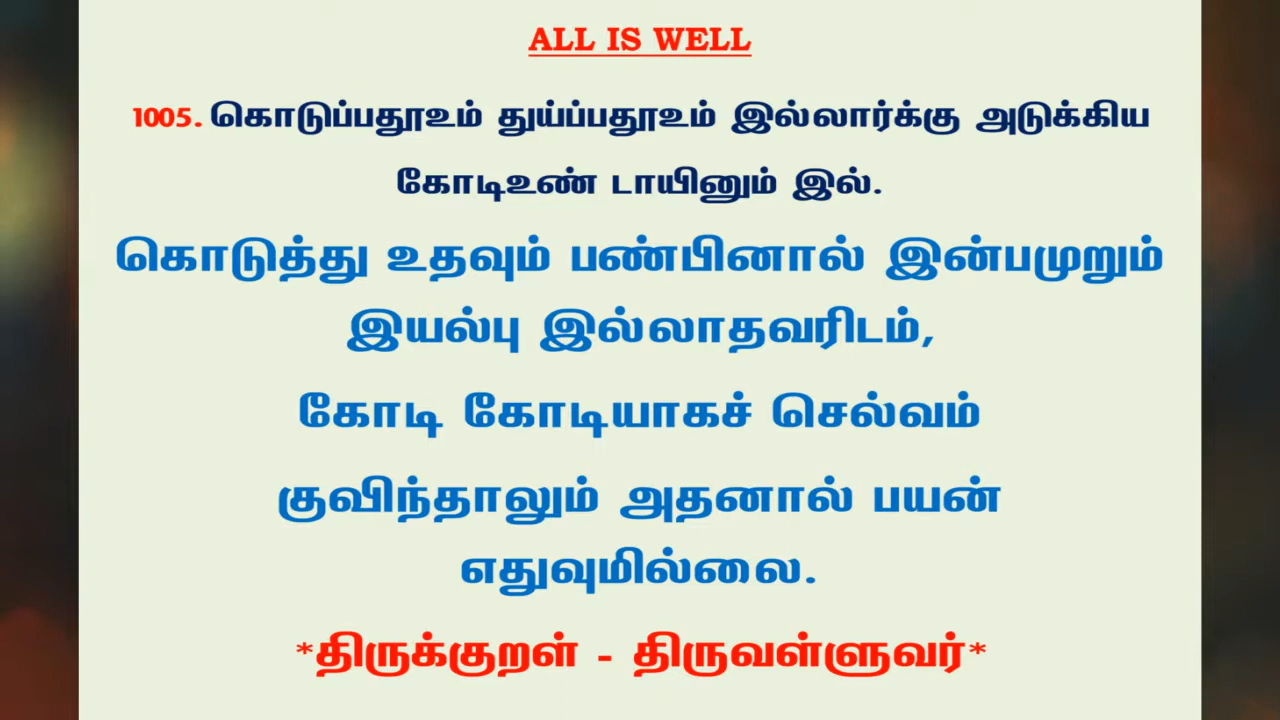 ALL IS WELL
1005. கொடுப்பதூஉம் துய்ப்பதூஉம் இல்லார்க்கு அடுக்கிய
கோடிஉண் டாயினும் இல்.
கொடுத்து உதவும் பண்பினால் இன்பமுறும்
இயல்பு இல்லாதவரிடம்,
கோடி கோடியாகச் செல்வம்
குவிந்தாலும் அதனால் பயன்
எதுவுமில்லை.
*திருக்குறள் - திருவள்ளுவர்*